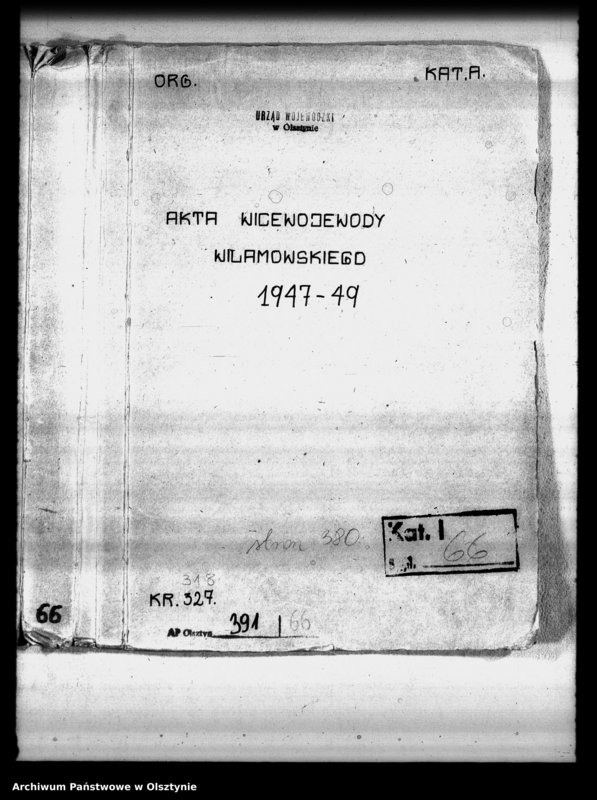 ORG.
KAT. A.
URZĄD WOJEWÓDZKI
w Olsztynie
AKTA WICEWOJEWODY
WILAMOWSKIEGO
1947-49
stron 380
Kat. I
66
318
KR. 327.
66
AP Olsztyn 391 | 66
Archiwum Państwowe w Olsztynie